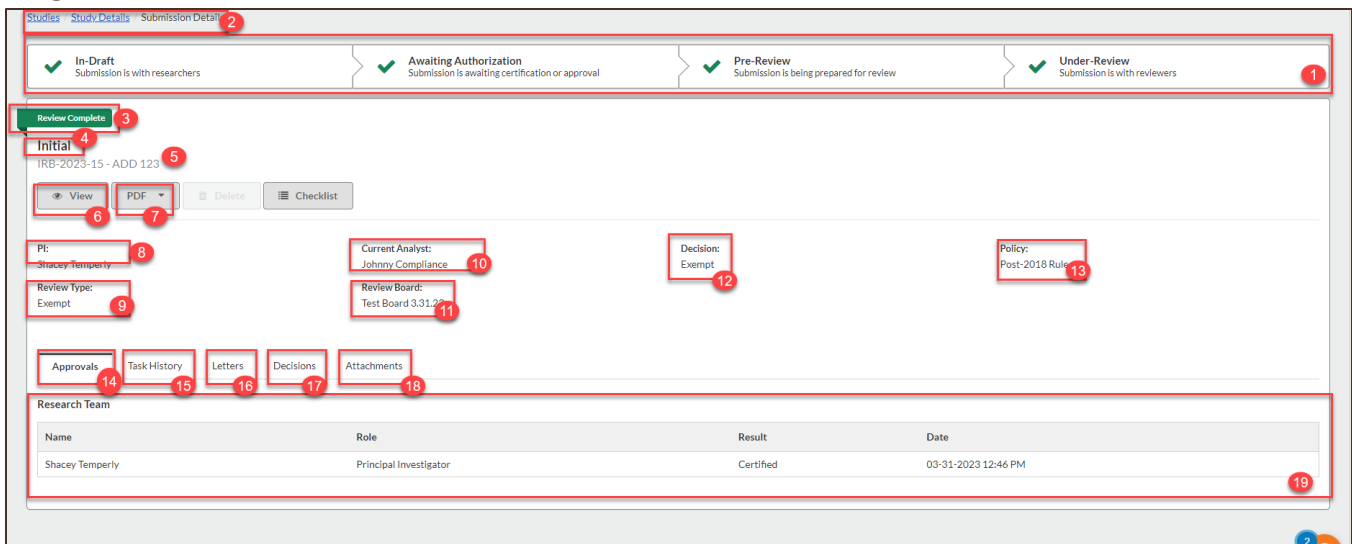 Studies / Study Details / Submission Details 2
In-Draft
Submission is with researchers
Awaiting Authorization
Submission is awaiting certification or approval
Pre-Review
Submission is being prepared for review
Under-Review
Submission is with reviewers
1
Review Complete 3
4
Initial
IRB-2023-15 - ADD 123 5
View PDF Delete Checklist
6 7
PI: 8
Shacey Temperly
Current Analyst:
Johnny Compliance 10
Decision:
Exempt
12
Policy:
Post-2018 Rule
13
Review Type:
Exempt 9
Review Board:
Test Board 3.31.23
11
Approvals Task History Letters Decisions Attachments
14 15 16 17 18
Research Team
Name Role Result Date
Shacey Temperly Principal Investigator Certified 03-31-2023 12:46 PM
19
2